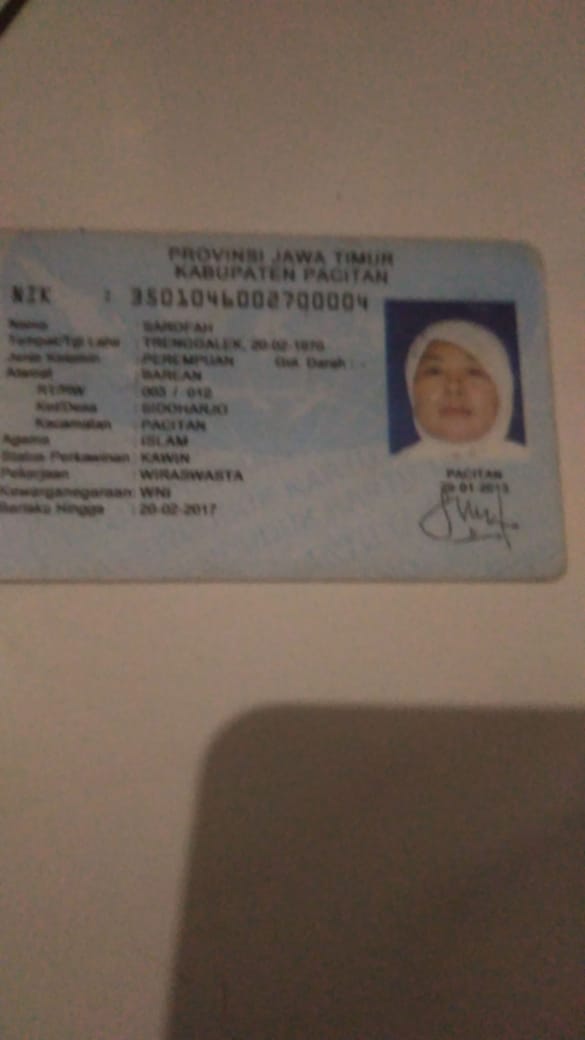 PROVINSI JAWA TIMUR
KABUPATEN PACITAN
NIK : 3501046002700004
Nama : SAROFAH
Tempat/Tgl Lahir : TRENGGALEK, 20-02-1970
Jenis Kelamin : PEREMPUAN Gol. Darah : -
Alamat : BAREAN
RT/RW : 003 / 012
Kel/Desa : SIDOHARJO
Kecamatan : PACITAN
Agama : ISLAM
Status Perkawinan : KAWIN
Pekerjaan : WIRASWASTA
Kewarganegaraan: WNI
Berlaku Hingga : 20-02-2017
PACITAN
29-01-2013